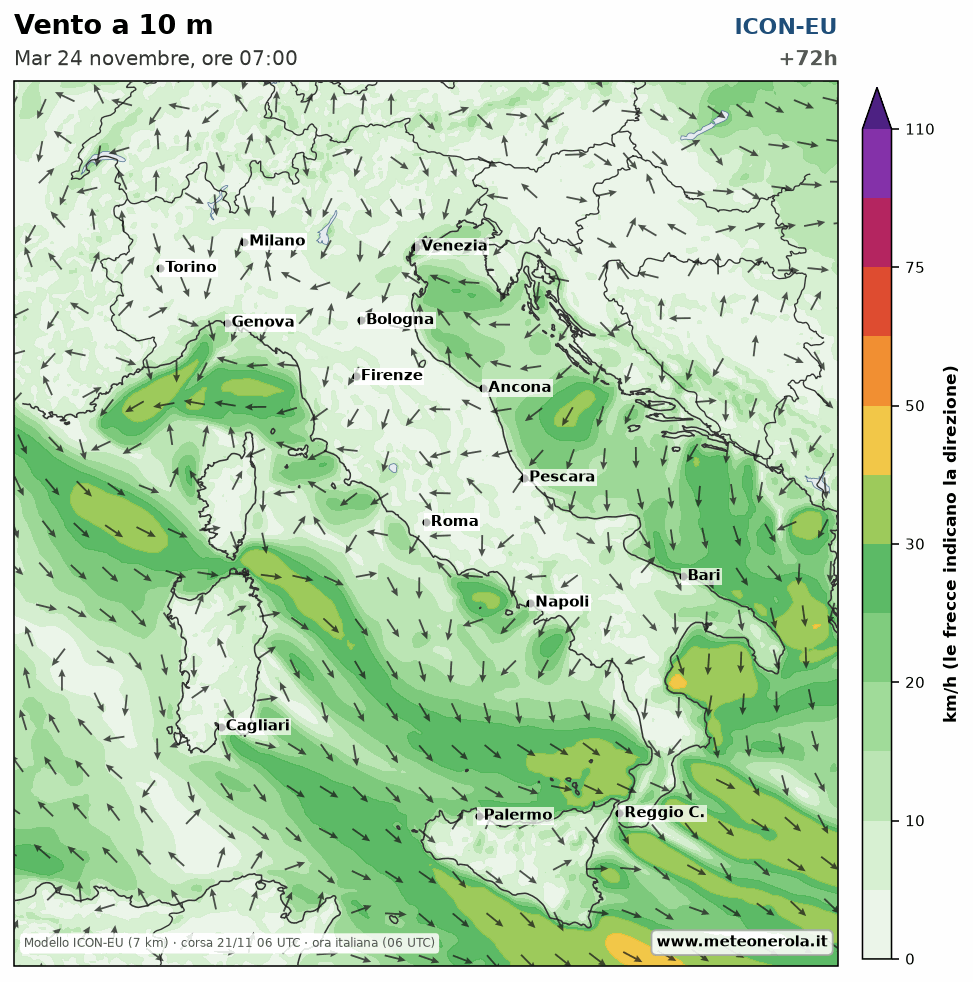 Vento a 10 m
ICON-EU
Mar 24 novembre, ore 07:00
+72h
110
75
50
30
20
10
0
km/h (le frecce indicano la direzione)
Milano
Venezia
Torino
Genova
Bologna
Firenze
Ancona
Pescara
Roma
Bari
Napoli
Cagliari
Palermo
Reggio C.
Modello ICON-EU (7 km) · corsa 21/11 06 UTC · ora italiana (06 UTC)
www.meteonerola.it